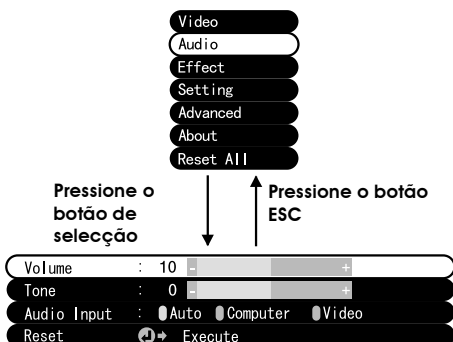 Video
Audio
Effect
Setting
Advanced
About
Reset All
Pressione o
botão de
selecção
Pressione o botão
ESC
Volume : 10 - +
Tone : 0 - +
Audio Input : Auto Computer Video
Reset Execute